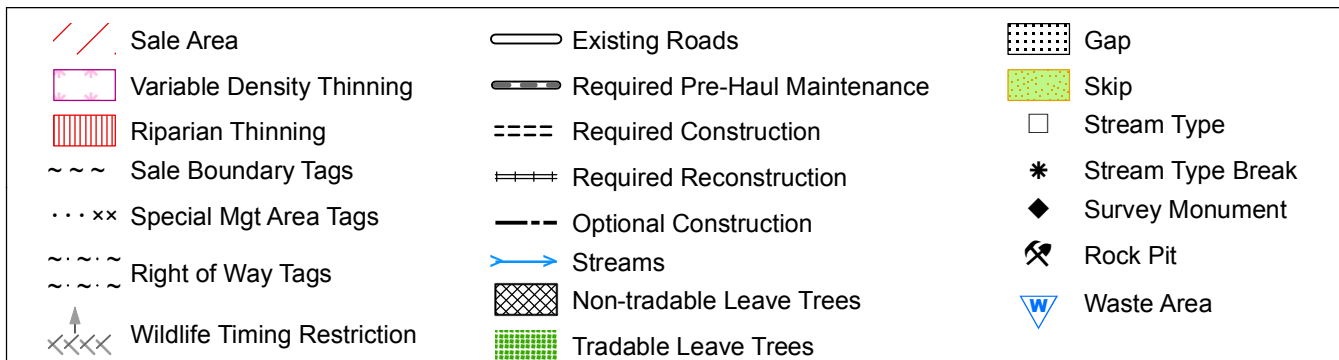 Sale Area
Variable Density Thinning
Riparian Thinning
Sale Boundary Tags
Special Mgt Area Tags
Right of Way Tags
Wildlife Timing Restriction
Existing Roads
Required Pre-Haul Maintenance
Required Construction
Required Reconstruction
Optional Construction
Streams
Non-tradable Leave Trees
Tradable Leave Trees
Gap
Skip
Stream Type
Stream Type Break
Survey Monument
Rock Pit
W Waste Area